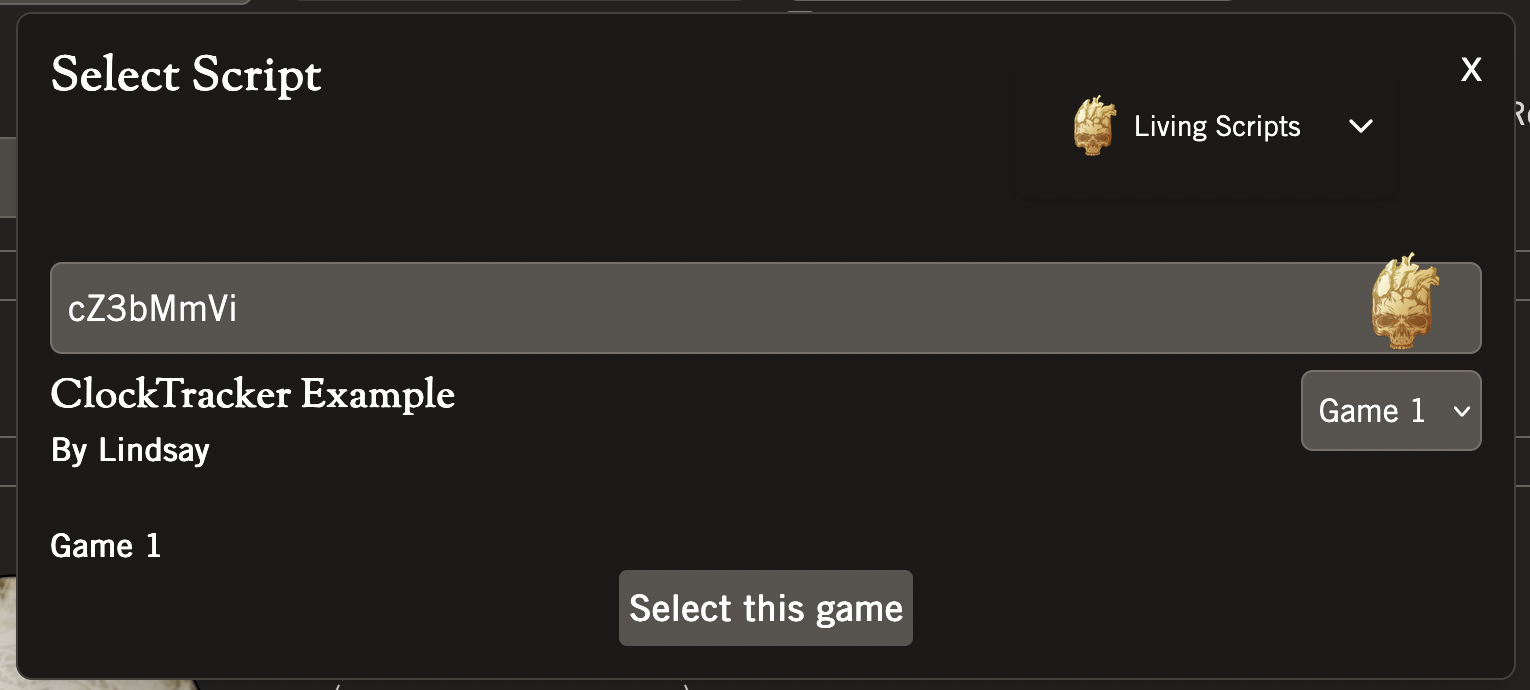 Select Script
X
Living Scripts
cZ3bMmVi
ClockTracker Example
Game 1
By Lindsay
Game 1
Select this game